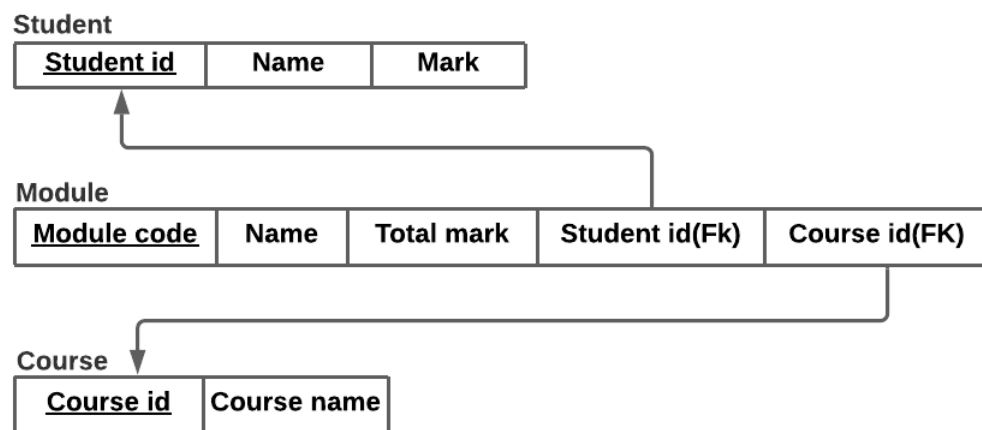 Student
Student id Name Mark
Module
Module code Name Total mark Student id(Fk) Course id(FK)
Course
Course id Course name